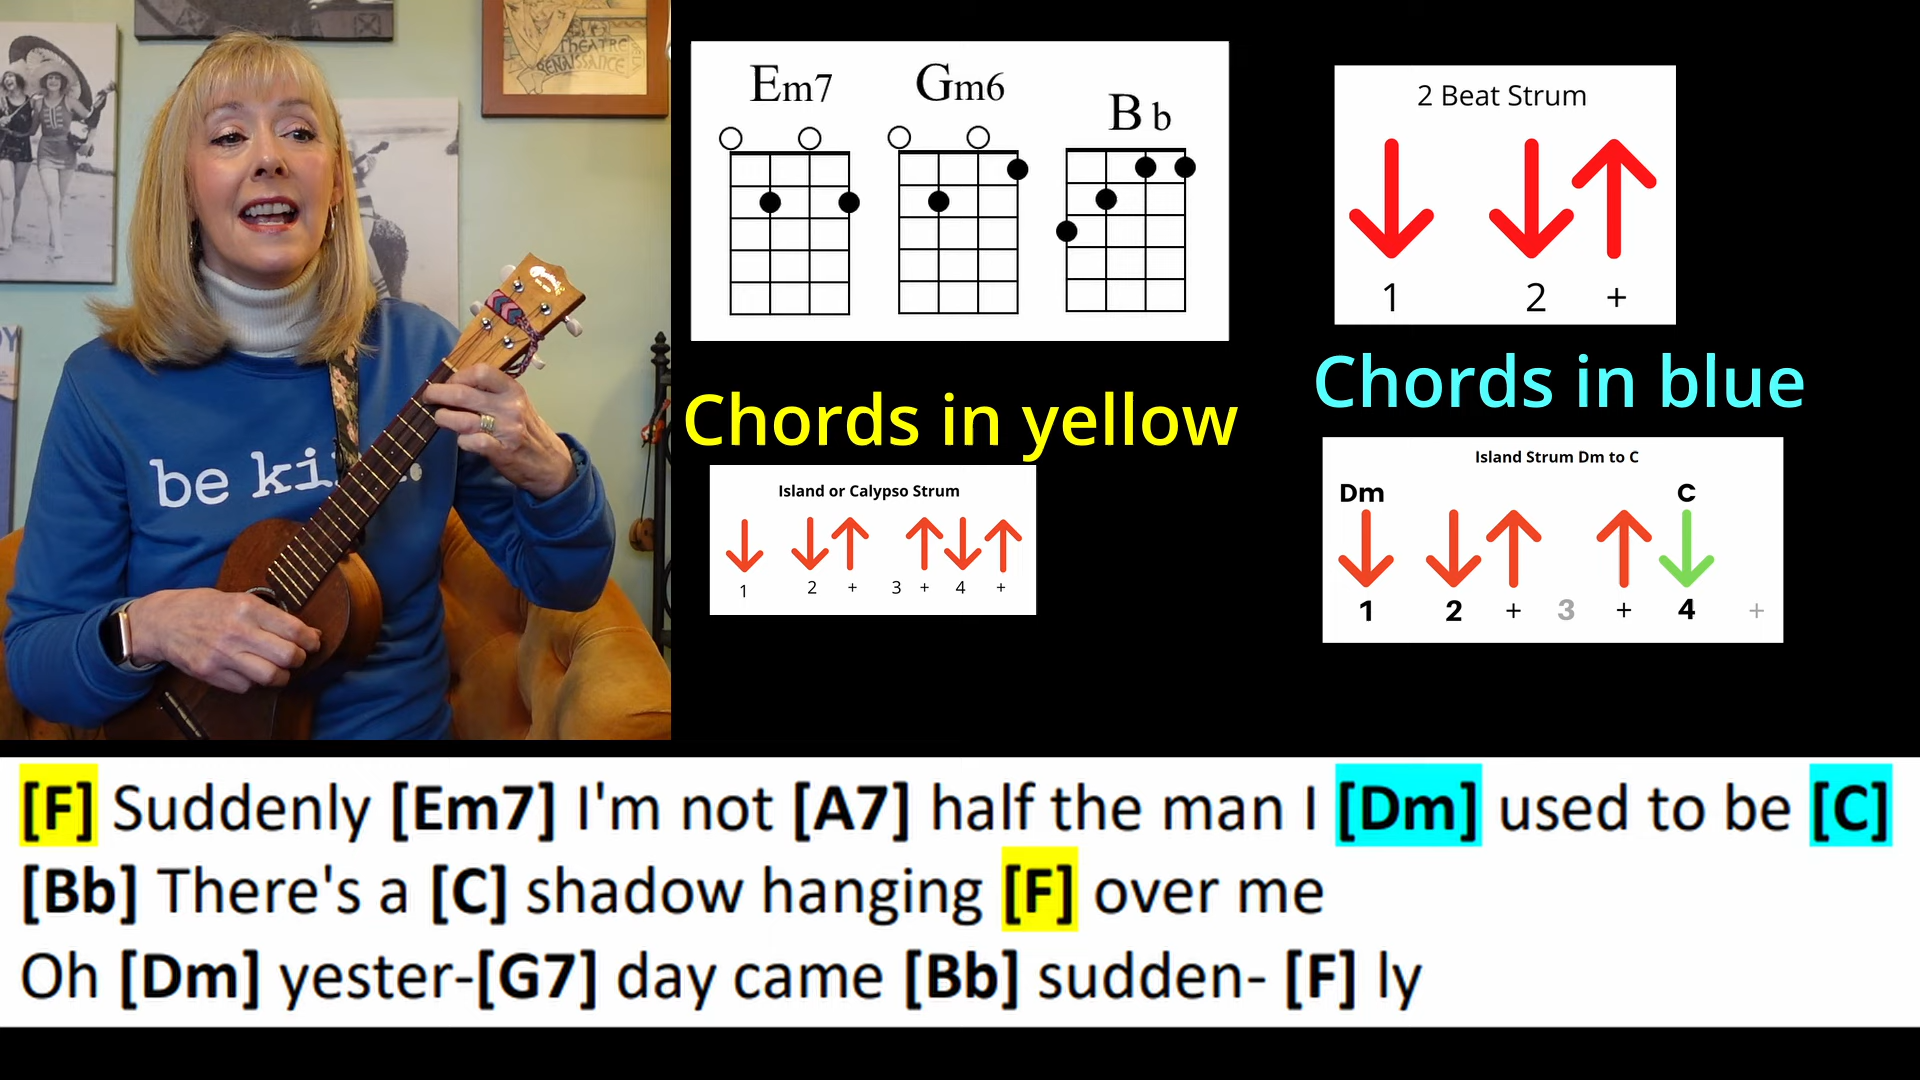 THEATRE
RENAISSANCE
be ki
Em7 Gm6 B b
2 Beat Strum
1 2 +
Chords in yellow
Chords in blue
Island or Calypso Strum
1 2 + 3 + 4 +
Island Strum Dm to C
Dm C
1 2 + 3 + 4 +
[F] Suddenly [Em7] I'm not [A7] half the man I [Dm] used to be [C]
[Bb] There's a [C] shadow hanging [F] over me
Oh [Dm] yester-[G7] day came [Bb] sudden- [F] ly